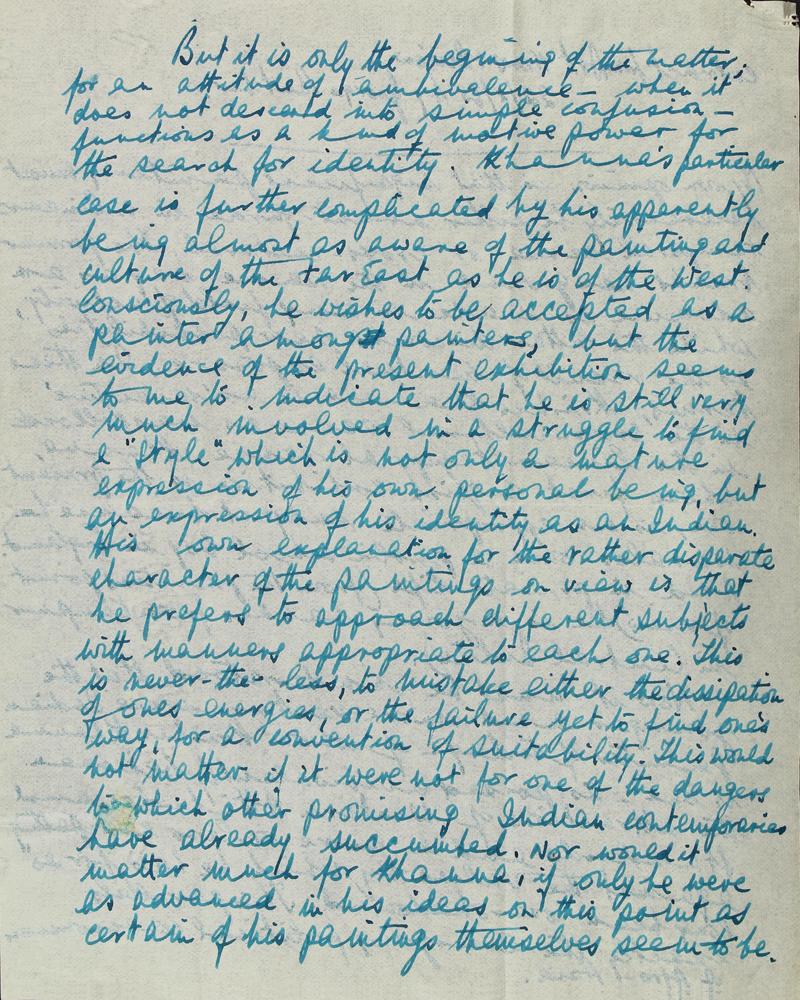 But it is only the begining of the matter;
for an attitude of ambivalence – when it
does not descend into simple confusion –
functions as a kind of motive power for
the search for identity. Khanna's particular
case is further complicated by his apparently
being almost as aware of the painting and
culture of the Far East as he is of the West.
Consciously, he wishes to be accepted as a
painter amongst painters, but the
evidence of the present exhibition seems
to me to indicate that he is still very
much involved in a struggle to find
a "Style" which is not only a mature
expression of his own personal being, but
an expression of his identity as an Indian.
His own explanation for the rather disparate
character of the paintings on view is that
he prefers to approach different subjects
with manners appropriate to each one. This
is never-the-less, to mistake either the dissipation
of ones energies, or the failure yet to find one's
way, for a convention of suitability. This would
not matter if it were not for one of the dangers
to which other promising Indian contemporaries
have already succumbed. Nor would it
matter much for Khanna, if only he were
as advanced in his ideas on this point as
certain of his paintings themselves seem to be.